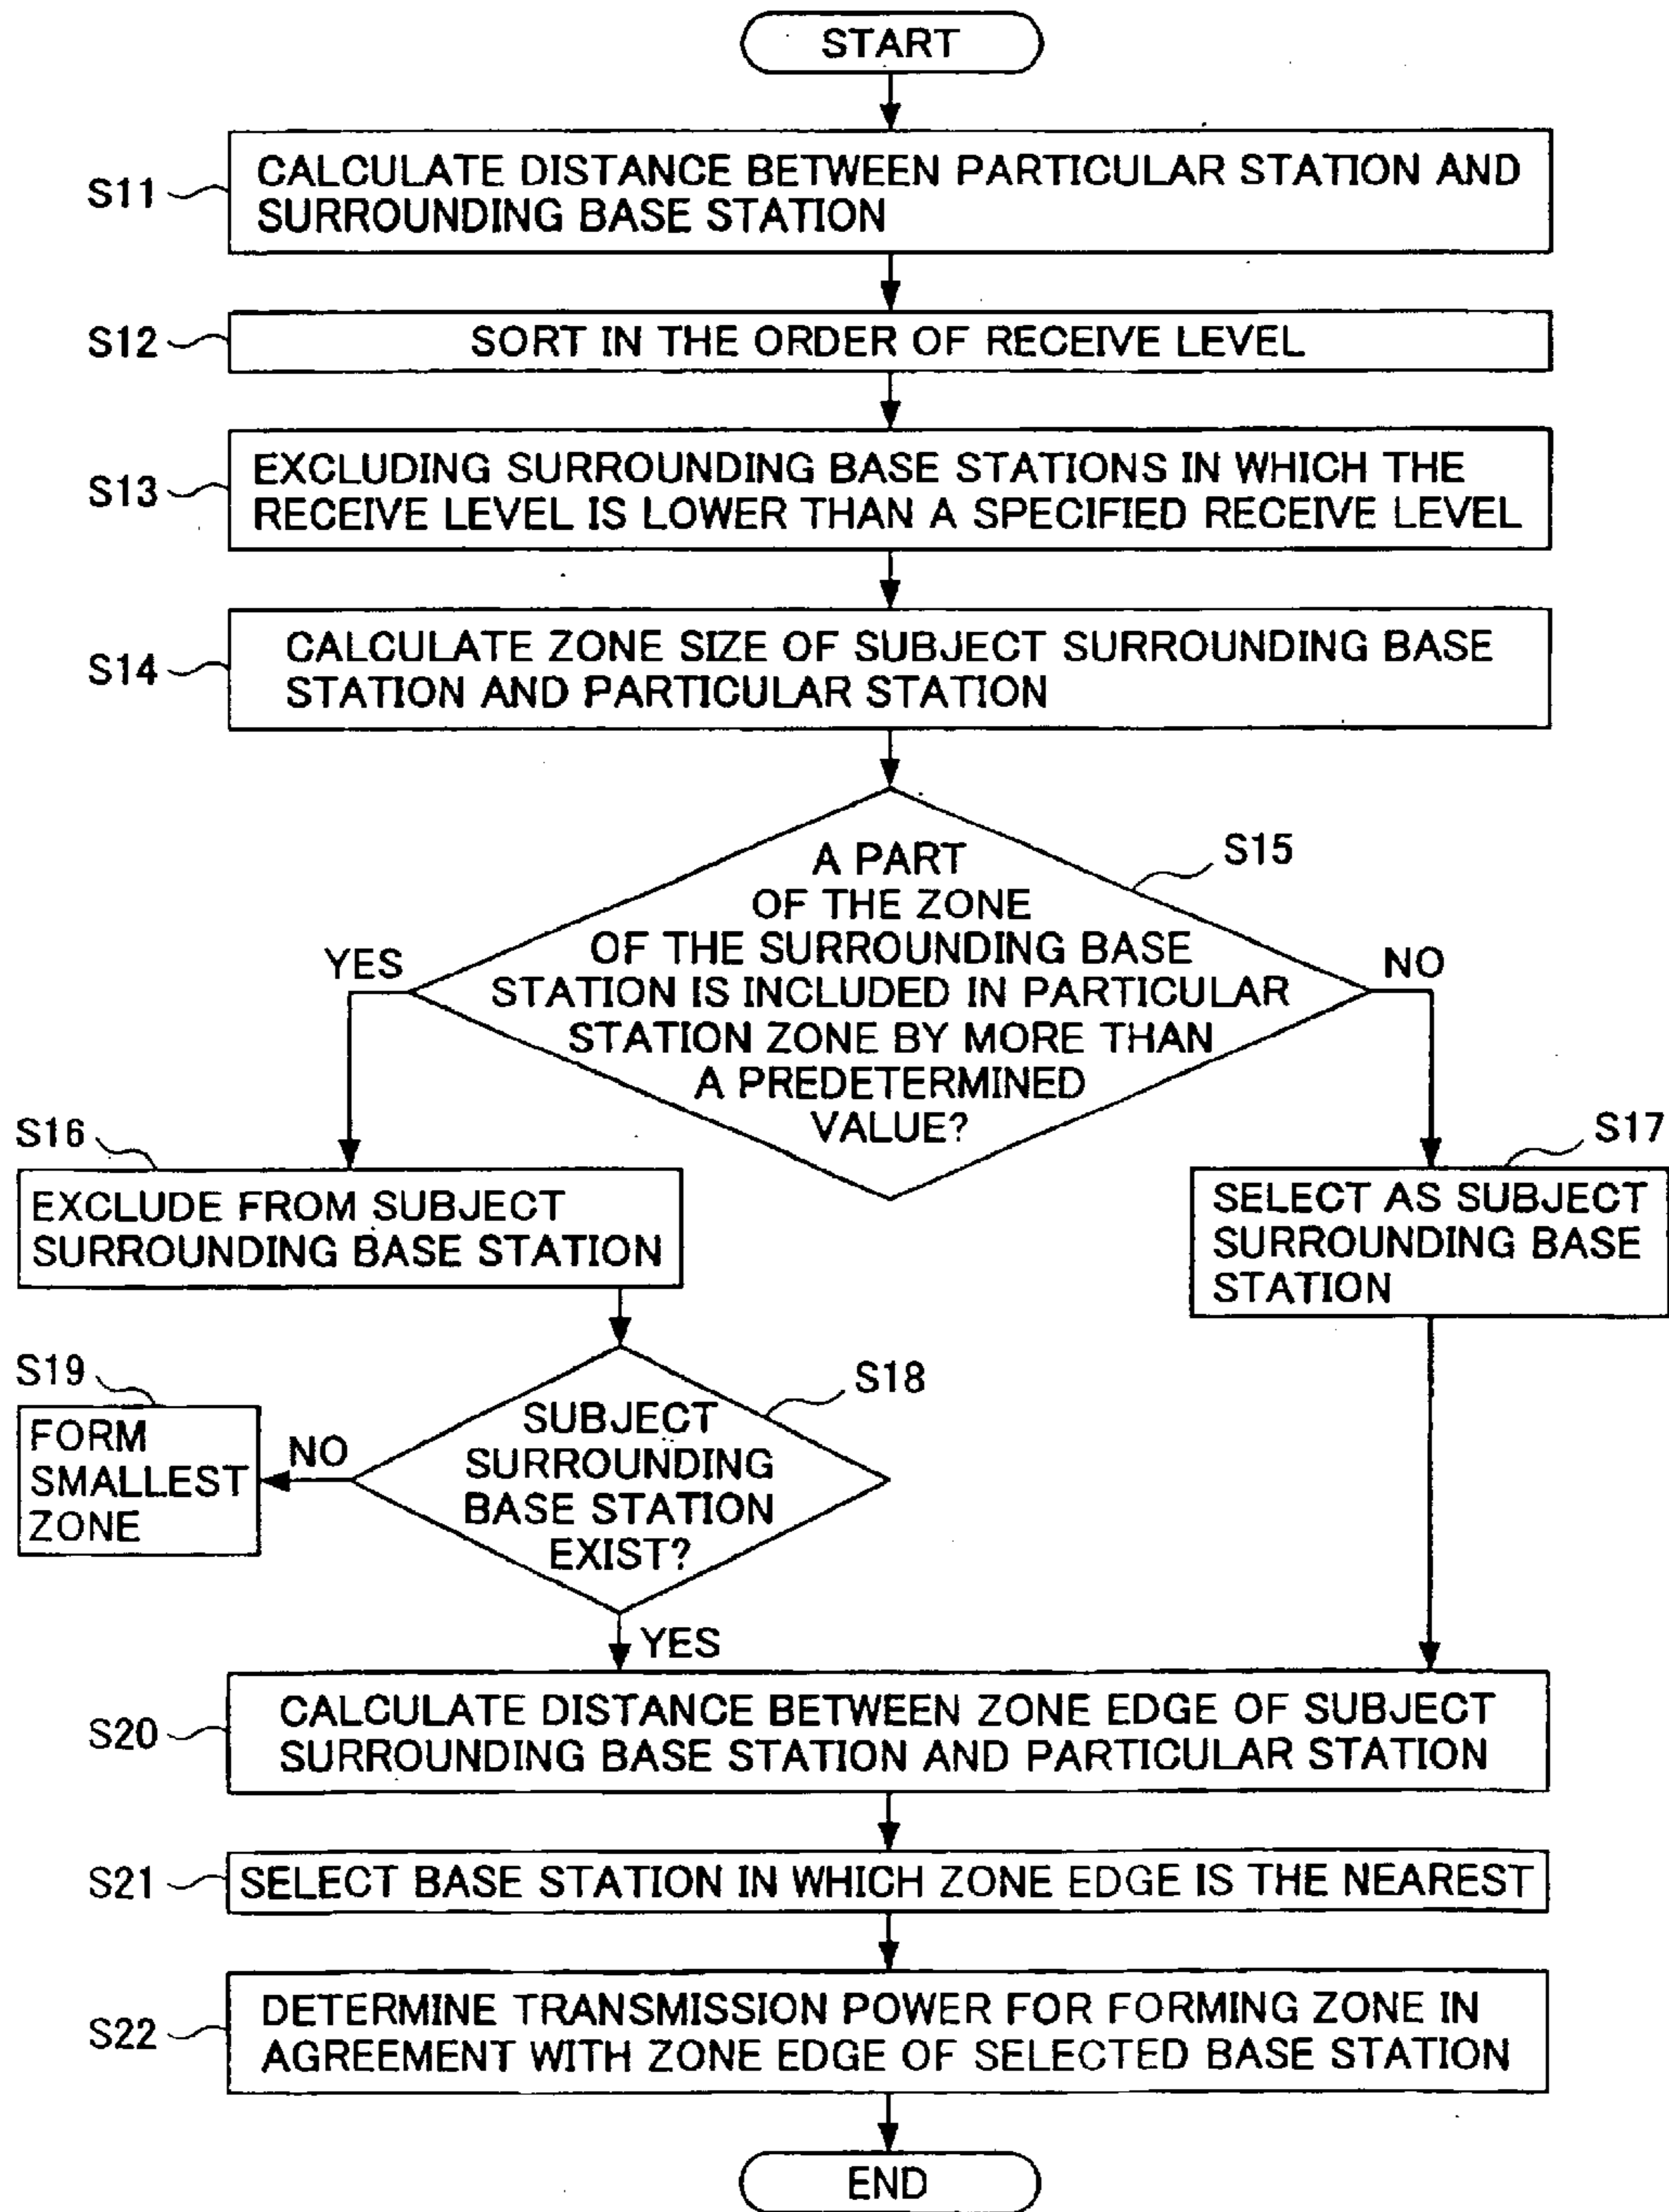 START
S11
CALCULATE DISTANCE BETWEEN PARTICULAR STATION AND
SURROUNDING BASE STATION
S12
SORT IN THE ORDER OF RECEIVE LEVEL
S13
EXCLUDING SURROUNDING BASE STATIONS IN WHICH THE
RECEIVE LEVEL IS LOWER THAN A SPECIFIED RECEIVE LEVEL
S14
CALCULATE ZONE SIZE OF SUBJECT SURROUNDING BASE
STATION AND PARTICULAR STATION
S15
A PART
OF THE ZONE
OF THE SURROUNDING BASE
STATION IS INCLUDED IN PARTICULAR
STATION ZONE BY MORE THAN
A PREDETERMINED
VALUE?
YES
NO
S16
EXCLUDE FROM SUBJECT
SURROUNDING BASE STATION
S17
SELECT AS SUBJECT
SURROUNDING BASE
STATION
S18
SUBJECT
SURROUNDING
BASE STATION
EXIST?
NO
S19
FORM
SMALLEST
ZONE
YES
S20
CALCULATE DISTANCE BETWEEN ZONE EDGE OF SUBJECT
SURROUNDING BASE STATION AND PARTICULAR STATION
S21
SELECT BASE STATION IN WHICH ZONE EDGE IS THE NEAREST
S22
DETERMINE TRANSMISSION POWER FOR FORMING ZONE IN
AGREEMENT WITH ZONE EDGE OF SELECTED BASE STATION
END